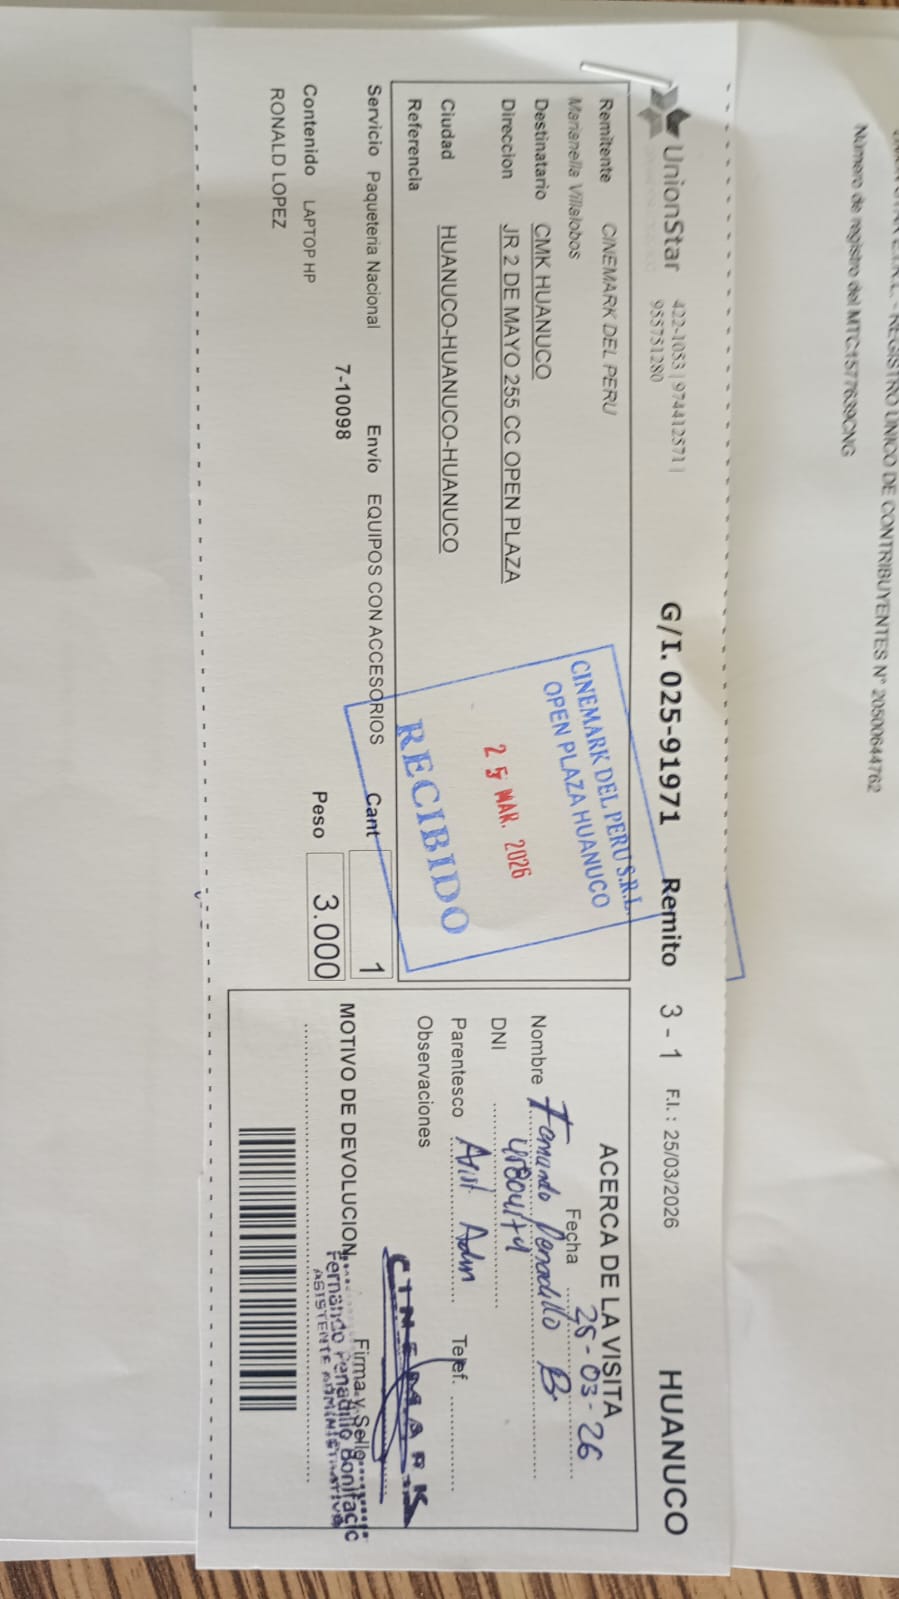 REGISTRO UNICO DE CONTRIBUYENTES N° 20500644762
Número de registro del MTC1577639CNG
UnionStar 422-1053 | 974412571 |
955751280
G/I. 025-91971 Remito 3 - 1 F.I.: 25/03/2026 HUANUCO
Remitente CINEMARK DEL PERU
Marianella Villalobos
Destinatario CMK HUANUCO
Direccion JR 2 DE MAYO 255 CC OPEN PLAZA
Ciudad HUANUCO-HUANUCO-HUANUCO
Referencia
CINEMARK DEL PERU S.R.L.
OPEN PLAZA HUANUCO
25 MAR. 2026
RECIBIDO
Servicio Paqueteria Nacional Envío EQUIPOS CON ACCESORIOS Cant 1
7-10098
Contenido LAPTOP HP Peso 3.000
RONALD LOPEZ
ACERCA DE LA VISITA
Fecha 25-03-26
Nombre Fernando Penadillo B.
DNI
Parentesco Asist Adm Telef.
Observaciones
CINEMARK
Firma y Sello
MOTIVO DE DEVOLUCION
Fernando Penadillo Bonifacio
ASISTENTE ADMINISTRATIVO